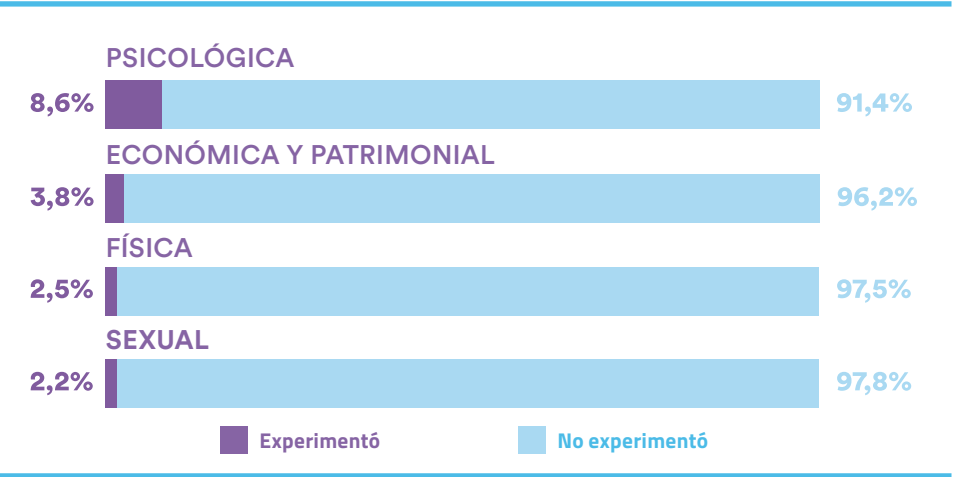 PSICOLÓGICA
8,6% 91,4%
ECONÓMICA Y PATRIMONIAL
3,8% 96,2%
FÍSICA
2,5% 97,5%
SEXUAL
2,2% 97,8%
Experimentó No experimentó